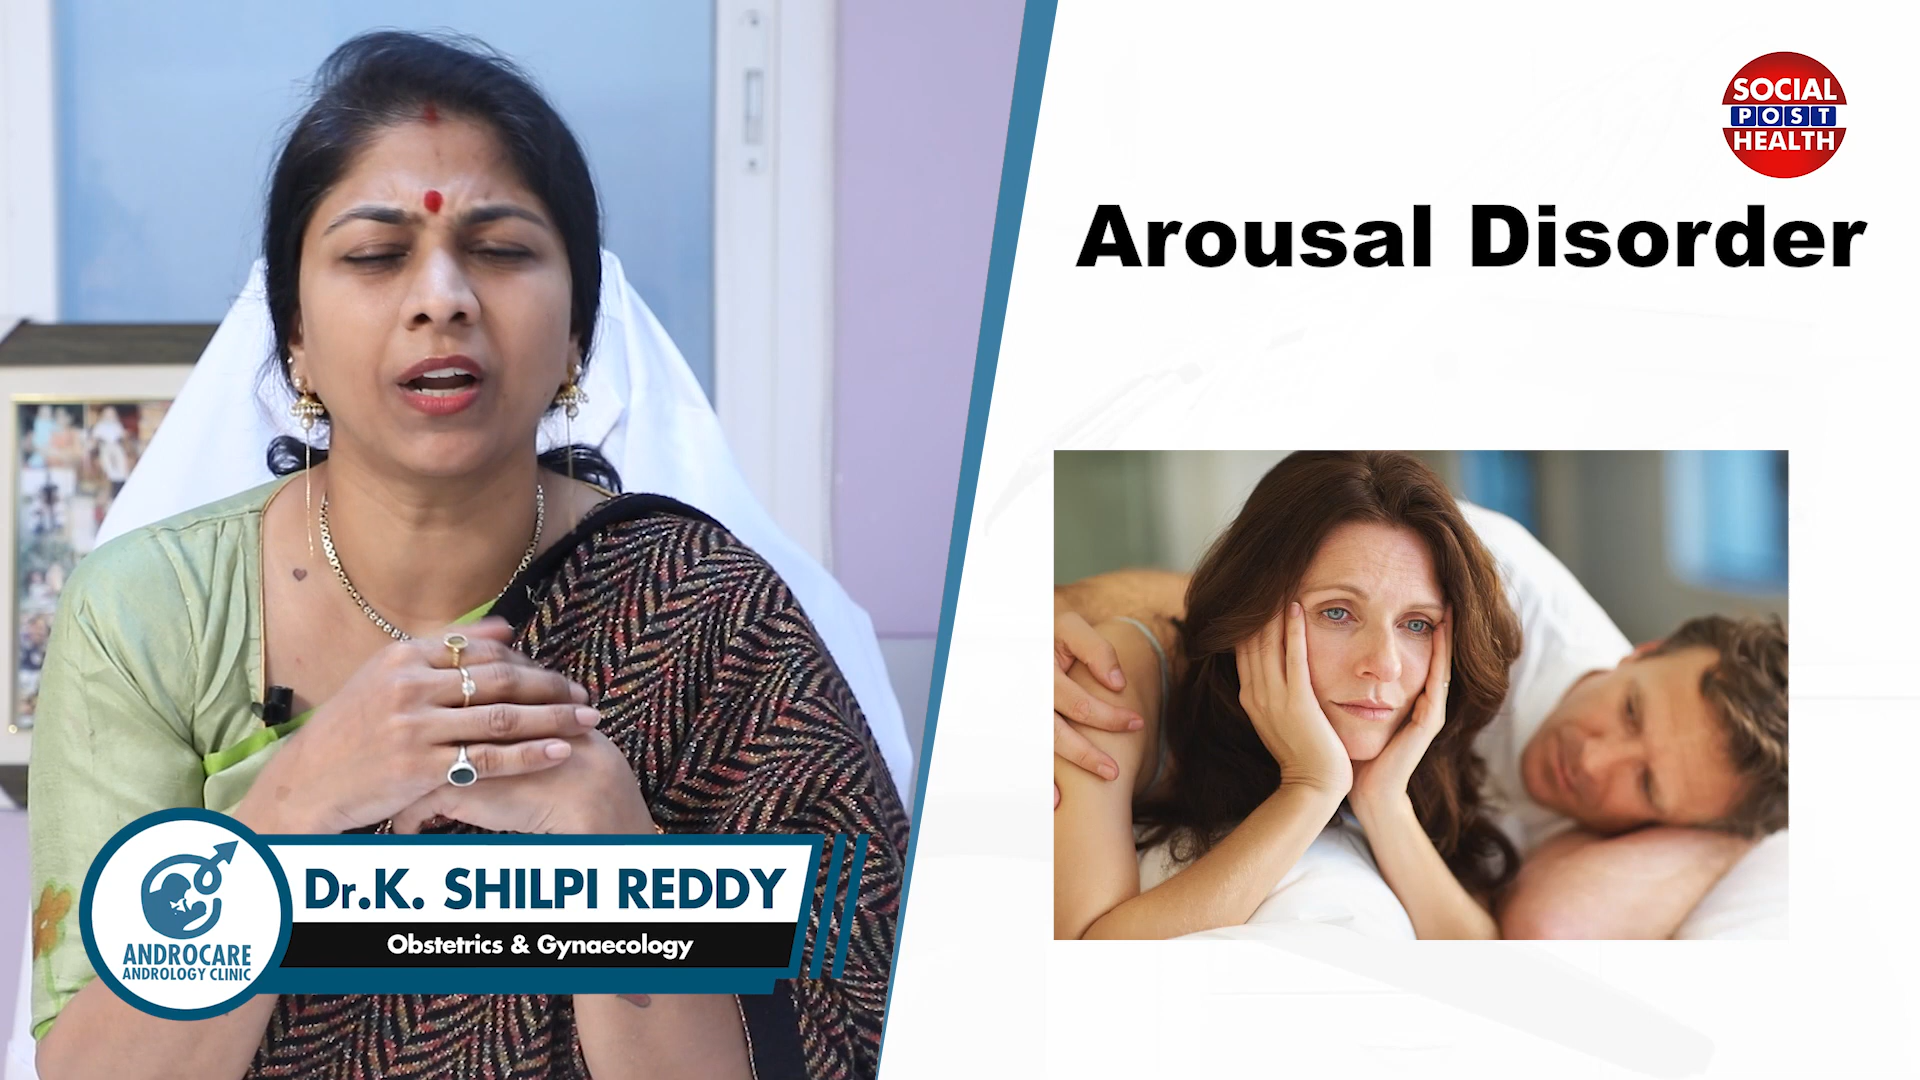 SOCIAL
POST
HEALTH
Arousal Disorder
Dr.K. SHILPI REDDY
Obstetrics & Gynaecology
ANDROCARE
ANDROLOGY CLINIC